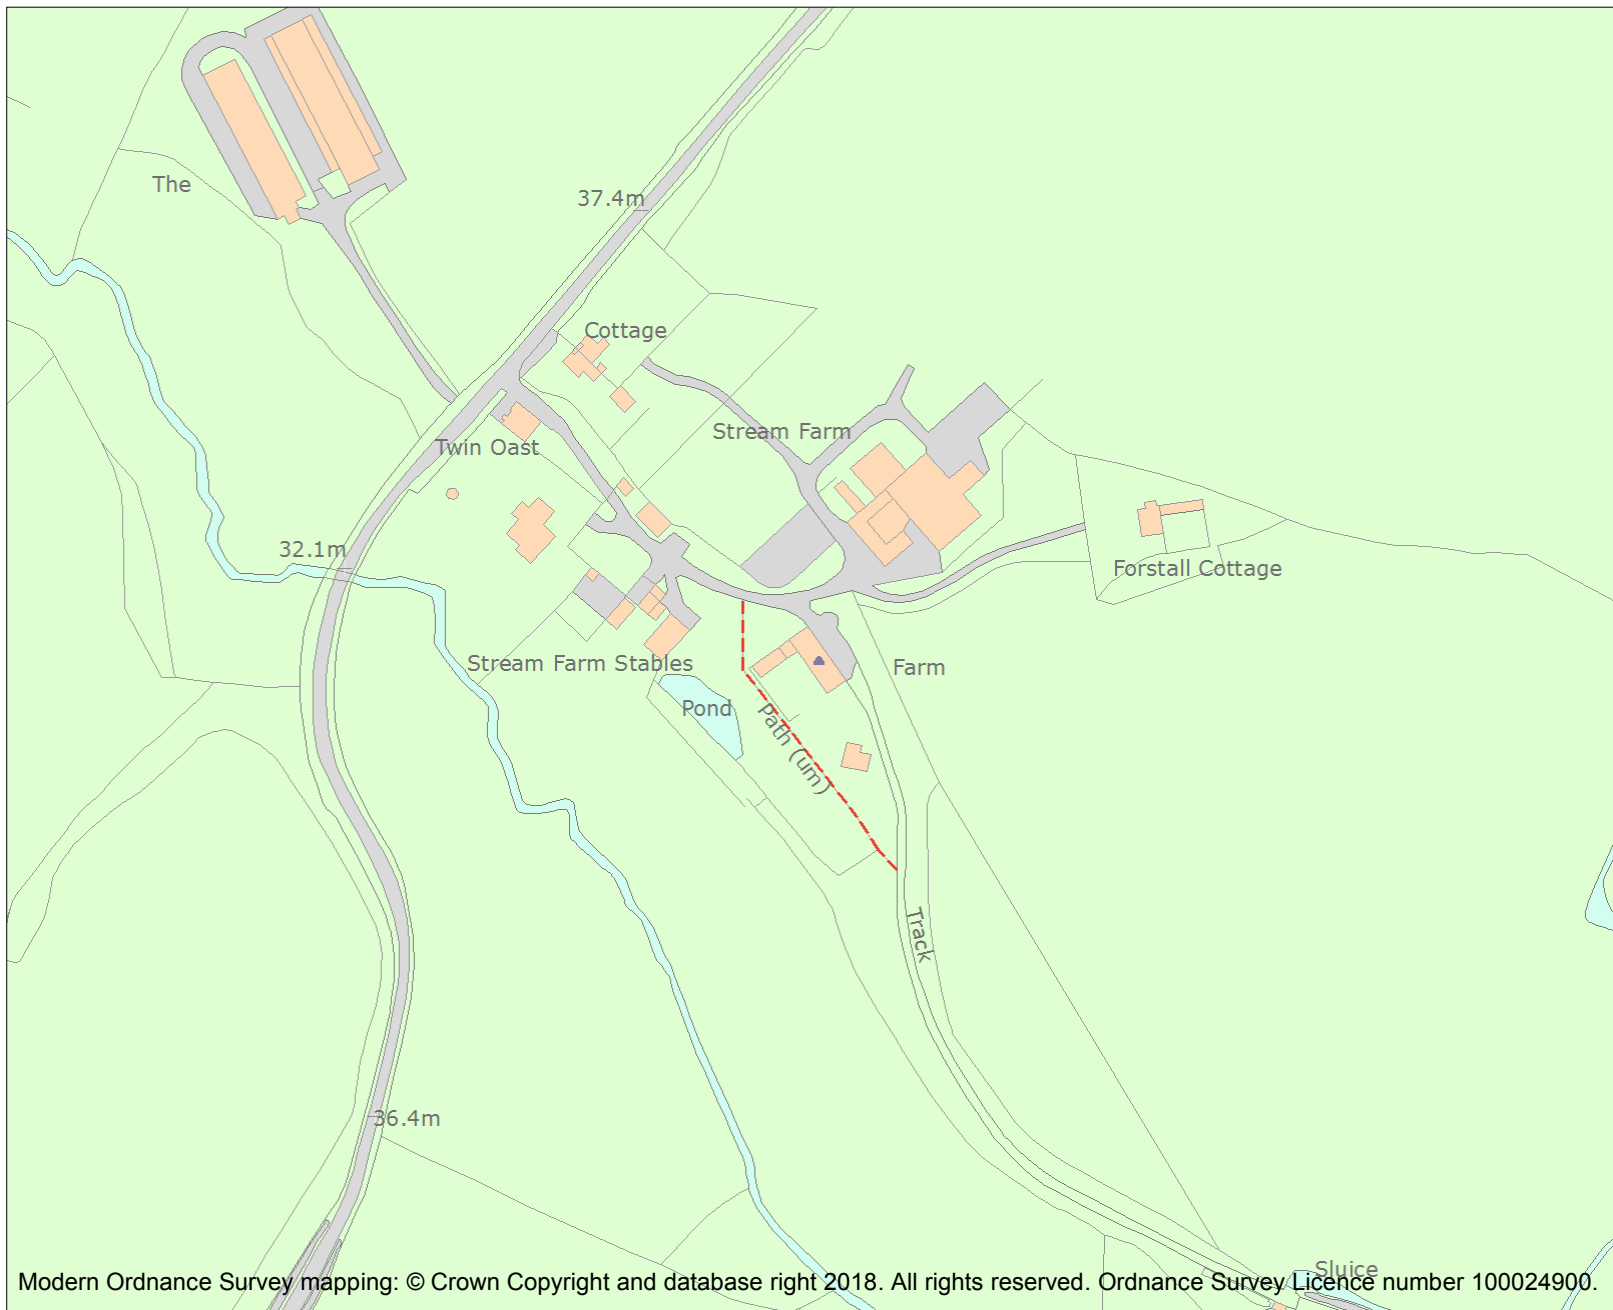 The
37.4m
Cottage
Stream Farm
Twin Oast
32.1m
Forstall Cottage
Stream Farm Stables
Farm
Pond
Path (um)
Track
36.4m
Sluice
Modern Ordnance Survey mapping: © Crown Copyright and database right 2018. All rights reserved. Ordnance Survey Licence number 100024900.